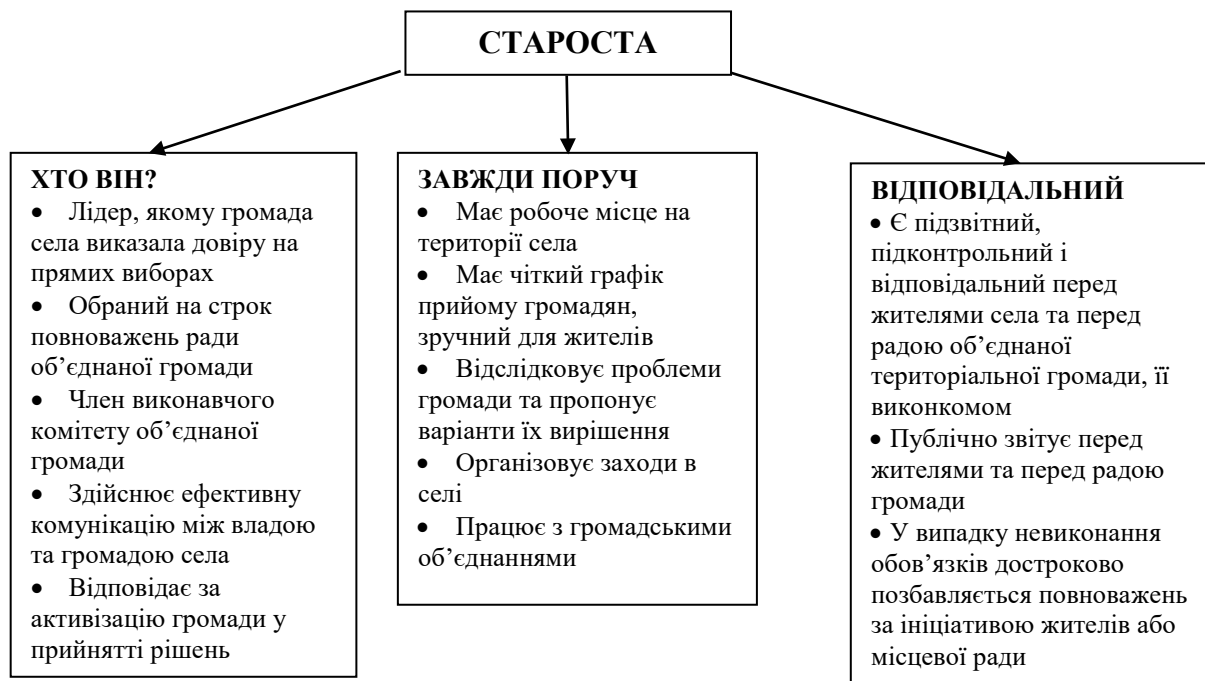 СТАРОСТА
ХТО ВІН?
• Лідер, якому громада
села виказала довіру на
прямих виборах
• Обраний на строк
повноважень ради
об’єднаної громади
• Член виконавчого
комітету об’єднаної
громади
• Здійснює ефективну
комунікацію між владою
та громадою села
• Відповідає за
активізацію громади у
прийнятті рішень
ЗАВЖДИ ПОРУЧ
• Має робоче місце на
території села
• Має чіткий графік
прийому громадян,
зручний для жителів
• Відслідковує проблеми
громади та пропонує
варіанти їх вирішення
• Організовує заходи в
селі
• Працює з громадськими
об’єднаннями
ВІДПОВІДАЛЬНИЙ
• Є підзвітний,
підконтрольний і
відповідальний перед
жителями села та перед
радою об’єднаної
територіальної громади, її
виконкомом
• Публічно звітує перед
жителями та перед радою
громади
• У випадку невиконання
обов’язків достроково
позбавляється повноважень
за ініціативою жителів або
місцевої ради